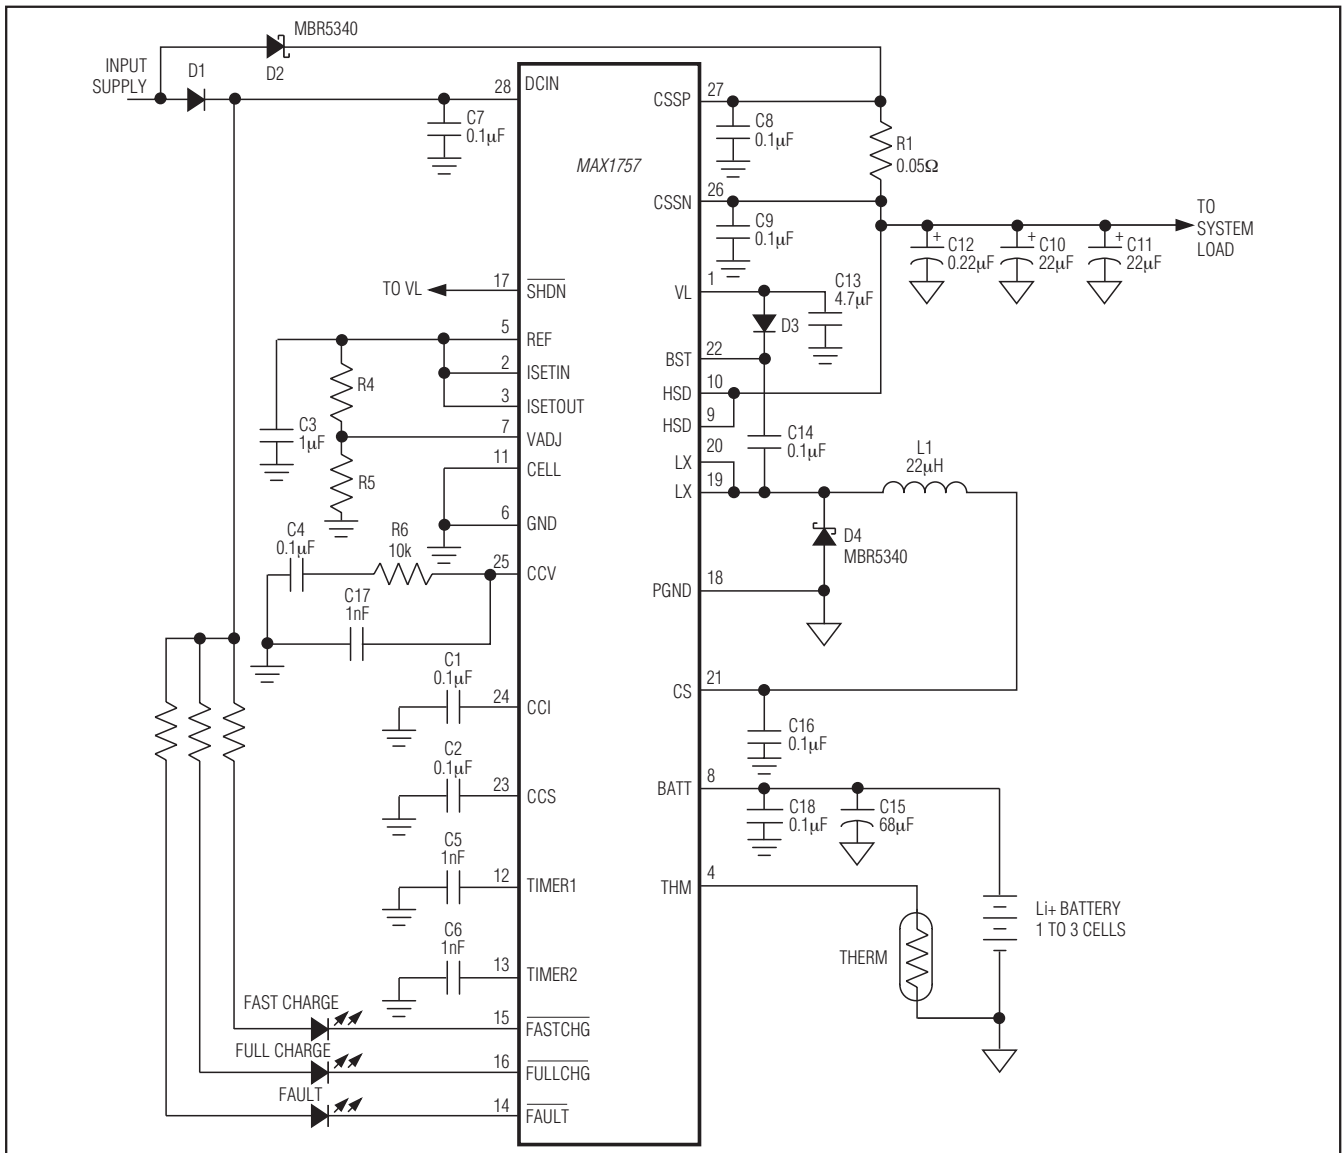 MBR5340
D2
INPUT
SUPPLY
D1
28
DCIN
C7
0.1µF
MAX1757
CSSP
27
C8
0.1µF
R1
0.05Ω
CSSN
26
C9
0.1µF
TO
SYSTEM
LOAD
+
C12
0.22µF
+
C10
22µF
+
C11
22µF
TO VL
17
SHDN
VL
1
C13
4.7µF
D3
5
REF
2
ISETIN
3
ISETOUT
7
VADJ
11
CELL
6
GND
R4
C3
1µF
R5
BST
22
HSD
10
HSD
9
LX
20
LX
19
C14
0.1µF
L1
22µH
D4
MBR5340
PGND
18
C4
0.1µF
R6
10k
25
CCV
C17
1nF
C1
0.1µF
24
CCI
CS
21
C16
0.1µF
C2
0.1µF
23
CCS
BATT
8
C18
0.1µF
C15
68µF
C5
1nF
12
TIMER1
THM
4
THERM
Li+ BATTERY
1 TO 3 CELLS
C6
1nF
13
TIMER2
FAST CHARGE
15
FASTCHG
FULL CHARGE
16
FULLCHG
FAULT
14
FAULT